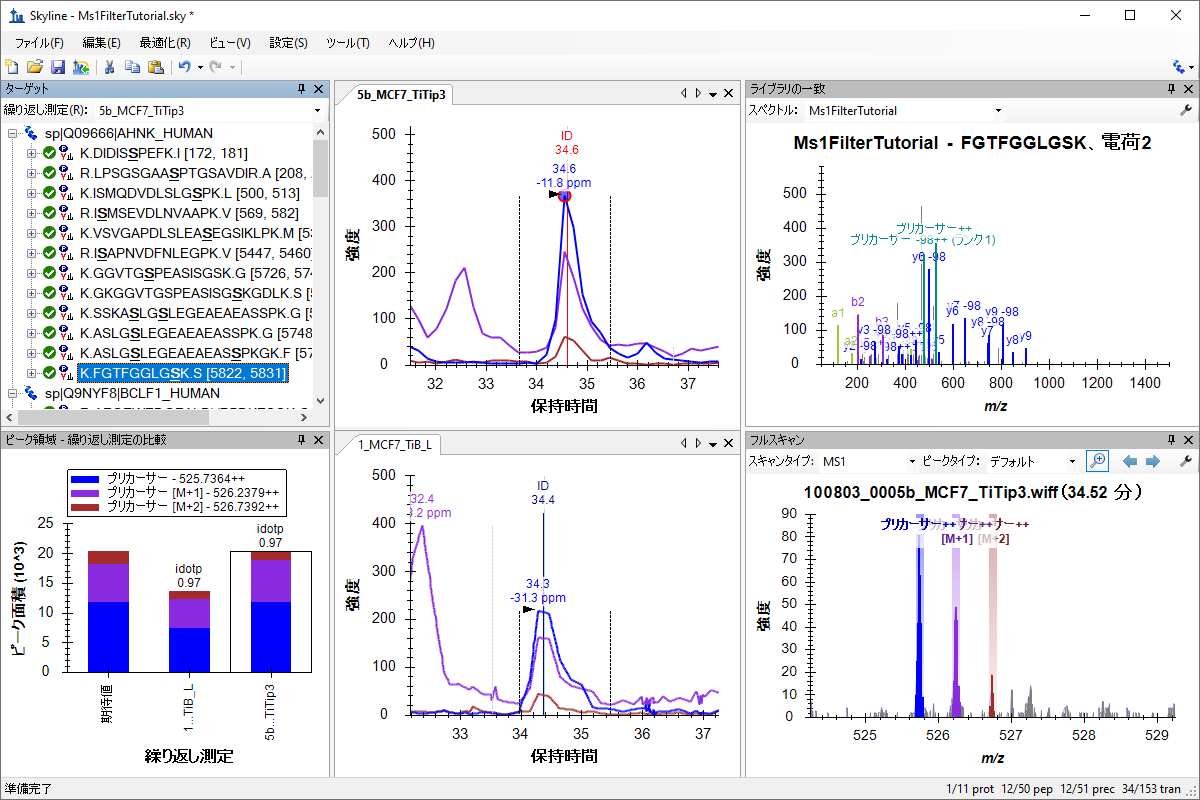 Skyline - Ms1FilterTutorial.sky *
ファイル(F) 編集(E) 最適化(R) ビュー(V) 設定(S) ツール(T) ヘルプ(H)
ターゲット
繰り返し測定(R): 5b_MCF7_TiTip3
sp|Q09666|AHNK_HUMAN
K.DIDISSPEFK.I [172, 181]
R.LPSGSGAASPTGSAVDIR.A [208,
K.ISMQDVDLSLGSPK.L [500, 513]
R.ISMSEVDLNVAAPK.V [569, 582]
K.VSVGAPDLSLEASEGSIKLPK.M [5
R.ISAPNVDFNLEGPK.V [5447, 5460]
K.GGVTGSPEASISGSK.G [5726, 574
K.GKGGVTGSPEASISGSKGDLK.S
K.SSKASLGSLEGEAEAEASSPK.G
K.ASLGSLEGEAEAEASSPK.G [5748
K.ASLGSLEGEAEAEASSPKGK.F
K.FGTFGGLGSK.S [5822, 5831]
sp|Q9NYF8|BCLF1_HUMAN
5b_MCF7_TiTip3
ID
34.6
34.6
-11.8 ppm
500
400
300
200
100
0
強度
32 33 34 35 36 37
保持時間
ライブラリの一致
スペクトル: Ms1FilterTutorial
Ms1FilterTutorial - FGTFGGLGSK、電荷2
プリカーサー++
プリカーサー -98++ (ランク1)
y6 -98
a1
b2
b3
y3 -98
y7 -98
y9 -98
y8 -98
y7
y8
y9
500
400
300
200
100
0
強度
200 400 600 800 1000 1200 1400
m/z
ピーク領域 - 繰り返し測定の比較
プリカーサー - 525.7364++
プリカーサー [M+1] - 526.2379++
プリカーサー [M+2] - 526.7392++
idotp
0.97
idotp
0.97
25
20
15
10
5
0
ピーク面積 (10^3)
期待値
1...TiB_L
5b...TiTip3
繰り返し測定
1_MCF7_TiB_L
32.4
ID
34.4
34.3
-31.3 ppm
500
400
300
200
100
0
強度
33 34 35 36 37
保持時間
フルスキャン
スキャンタイプ: MS1 ピークタイプ: デフォルト
100803_0005b_MCF7_TiTip3.wiff (34.52 分)
プリカーサー++
[M+1] [M+2]
90
80
70
60
50
40
30
20
10
0
強度
525 526 527 528 529
m/z
準備完了
1/11 prot 12/50 pep 12/51 prec 34/153 tran